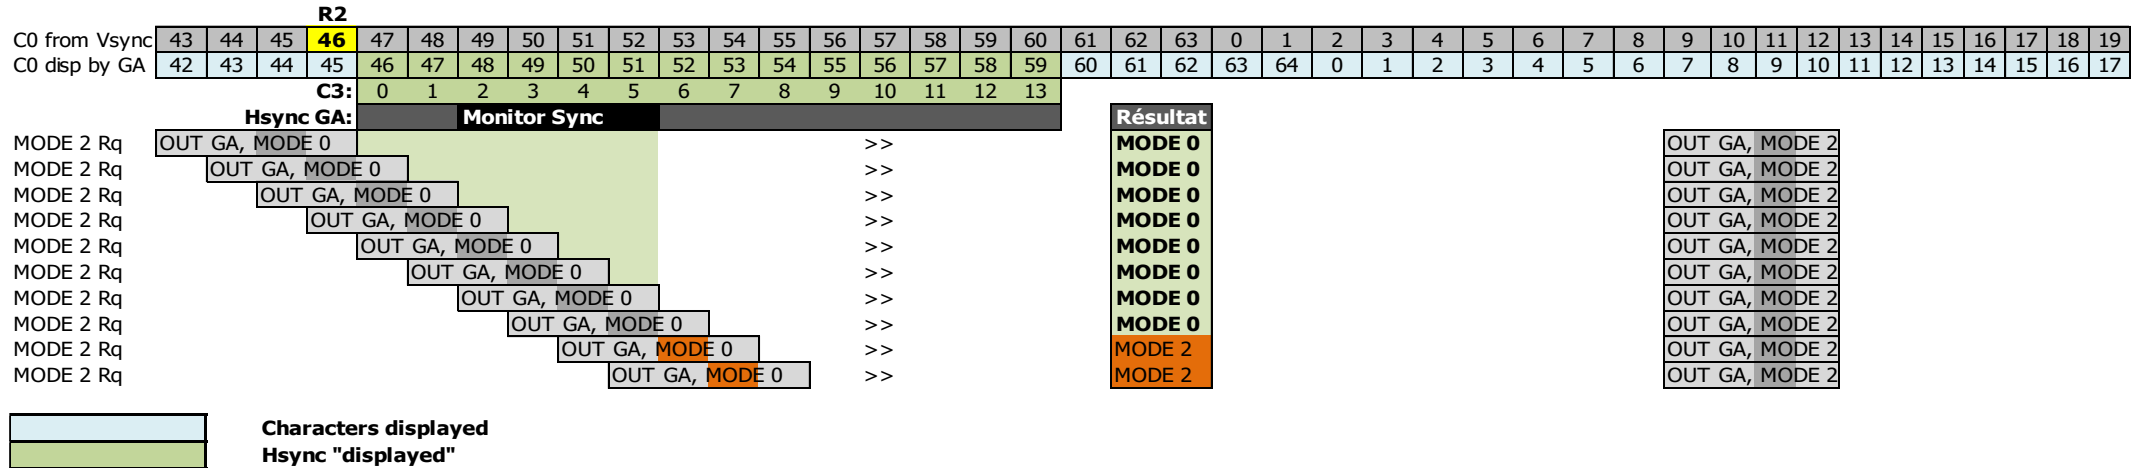 R2
C0 from Vsync 43 44 45 46 47 48 49 50 51 52 53 54 55 56 57 58 59 60 61 62 63 0 1 2 3 4 5 6 7 8 9 10 11 12 13 14 15 16 17 18 19
C0 disp by GA 42 43 44 45 46 47 48 49 50 51 52 53 54 55 56 57 58 59 60 61 62 63 64 0 1 2 3 4 5 6 7 8 9 10 11 12 13 14 15 16 17
C3: 0 1 2 3 4 5 6 7 8 9 10 11 12 13
Hsync GA: Monitor Sync Résultat
MODE 2 Rq OUT GA, MODE 0 >> MODE 0 OUT GA, MODE 2
MODE 2 Rq OUT GA, MODE 0 >> MODE 0 OUT GA, MODE 2
MODE 2 Rq OUT GA, MODE 0 >> MODE 0 OUT GA, MODE 2
MODE 2 Rq OUT GA, MODE 0 >> MODE 0 OUT GA, MODE 2
MODE 2 Rq OUT GA, MODE 0 >> MODE 0 OUT GA, MODE 2
MODE 2 Rq OUT GA, MODE 0 >> MODE 0 OUT GA, MODE 2
MODE 2 Rq OUT GA, MODE 0 >> MODE 0 OUT GA, MODE 2
MODE 2 Rq OUT GA, MODE 0 >> MODE 0 OUT GA, MODE 2
MODE 2 Rq OUT GA, MODE 0 >> MODE 2 OUT GA, MODE 2
MODE 2 Rq OUT GA, MODE 0 >> MODE 2 OUT GA, MODE 2
Characters displayed
Hsync "displayed"